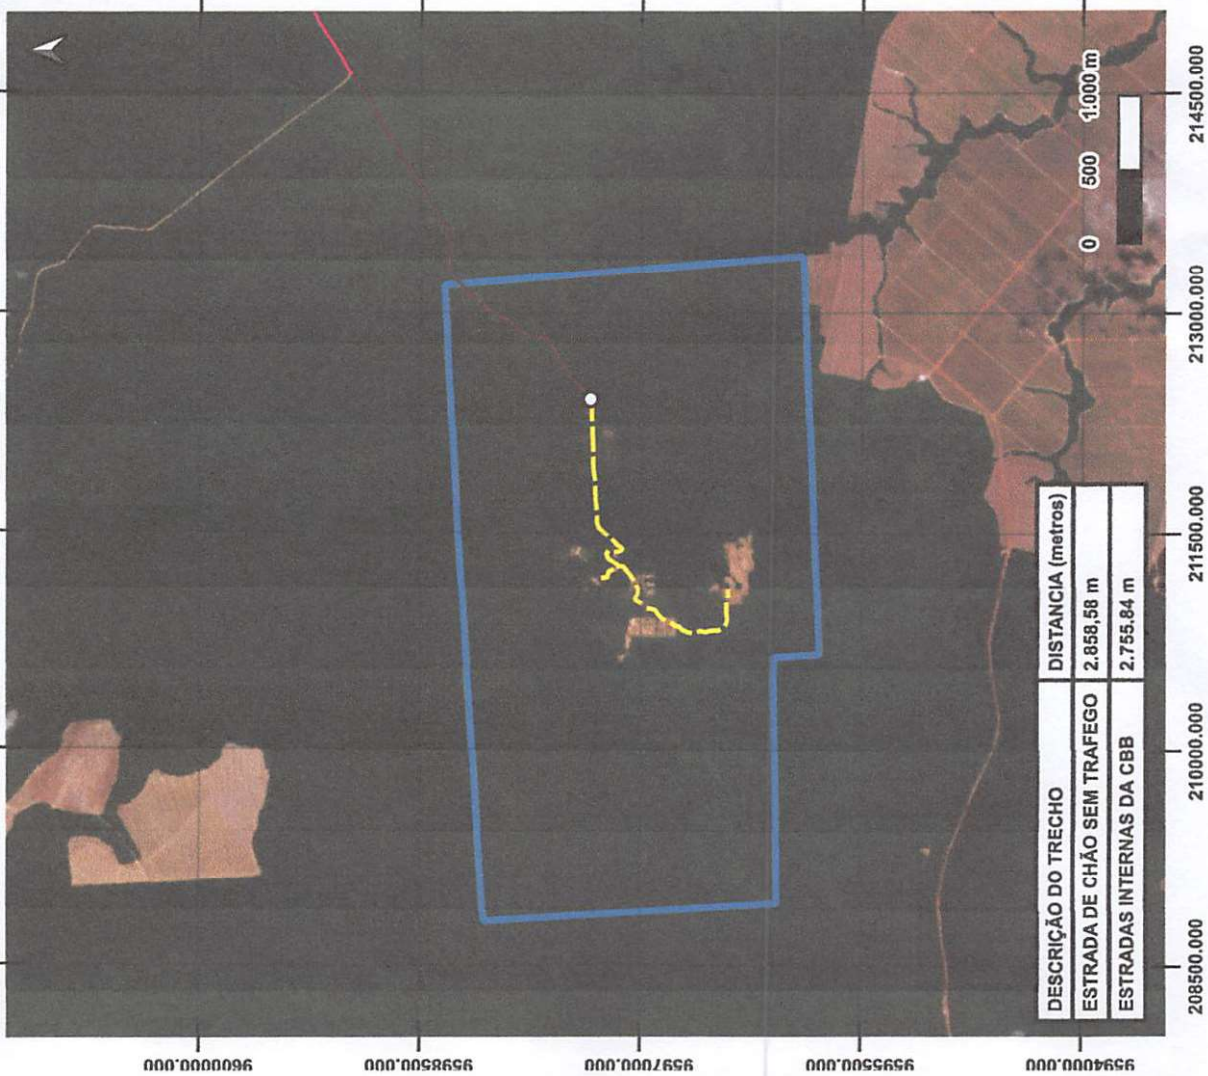 9600000.000
9598500.000
9597000.000
9595500.000
9594000.000
0 500 1.000 m
DESCRIÇÃO DO TRECHO DISTANCIA (metros)
ESTRADA DE CHÃO SEM TRAFEGO 2.858,58 m
ESTRADAS INTERNAS DA CBB 2.755.84 m
208500.000 210000.000 211500.000 213000.000 214500.000